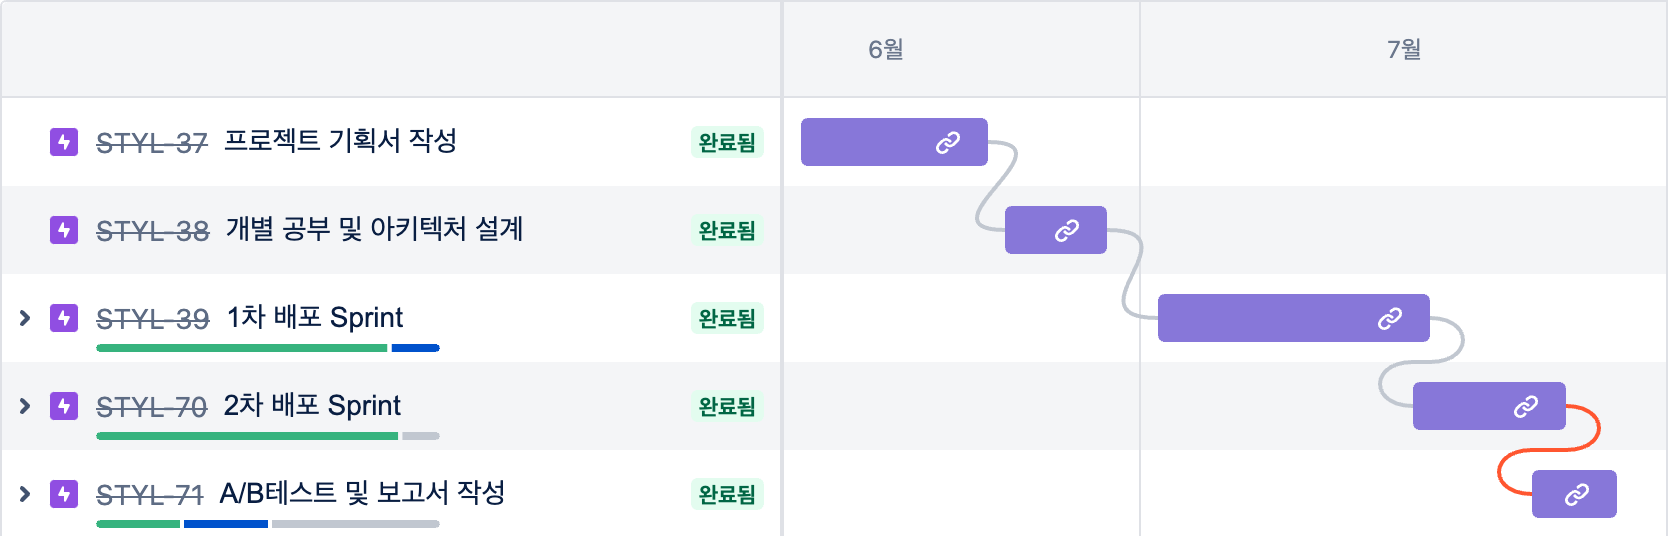 6월 7월
STYL-37 프로젝트 기획서 작성 완료됨
STYL-38 개별 공부 및 아키텍처 설계 완료됨
STYL-39 1차 배포 Sprint 완료됨
STYL-70 2차 배포 Sprint 완료됨
STYL-71 A/B테스트 및 보고서 작성 완료됨